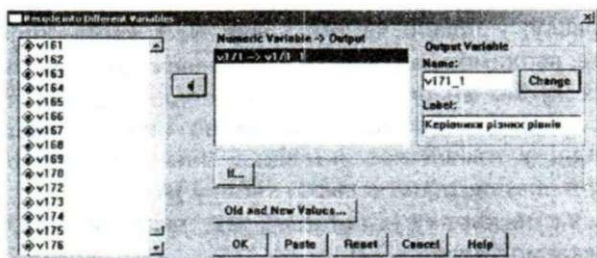 Recode into Different Variables
v161
v162
v163
v164
v165
v166
v167
v168
v169
v170
v172
v173
v174
v175
v176
Numeric Variable -> Output
v171 -> v171_1
Output Variable
Name:
v171_1
Change
Label:
Керівники різних рівнів
If...
Old and New Values...
OK
Paste
Reset
Cancel
Help